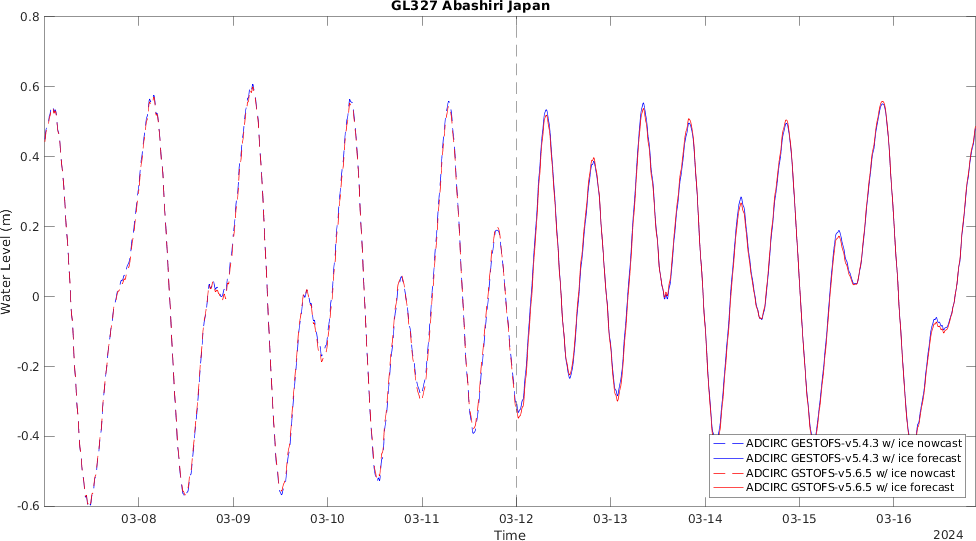 GL327 Abashiri Japan
0.8
0.6
0.4
0.2
0
-0.2
-0.4
-0.6
Water Level (m)
ADCIRC GESTOFS-v5.4.3 w/ ice nowcast
ADCIRC GESTOFS-v5.4.3 w/ ice forecast
ADCIRC GSTOFS-v5.6.5 w/ ice nowcast
ADCIRC GSTOFS-v5.6.5 w/ ice forecast
03-08 03-09 03-10 03-11 03-12 03-13 03-14 03-15 03-16
Time
2024